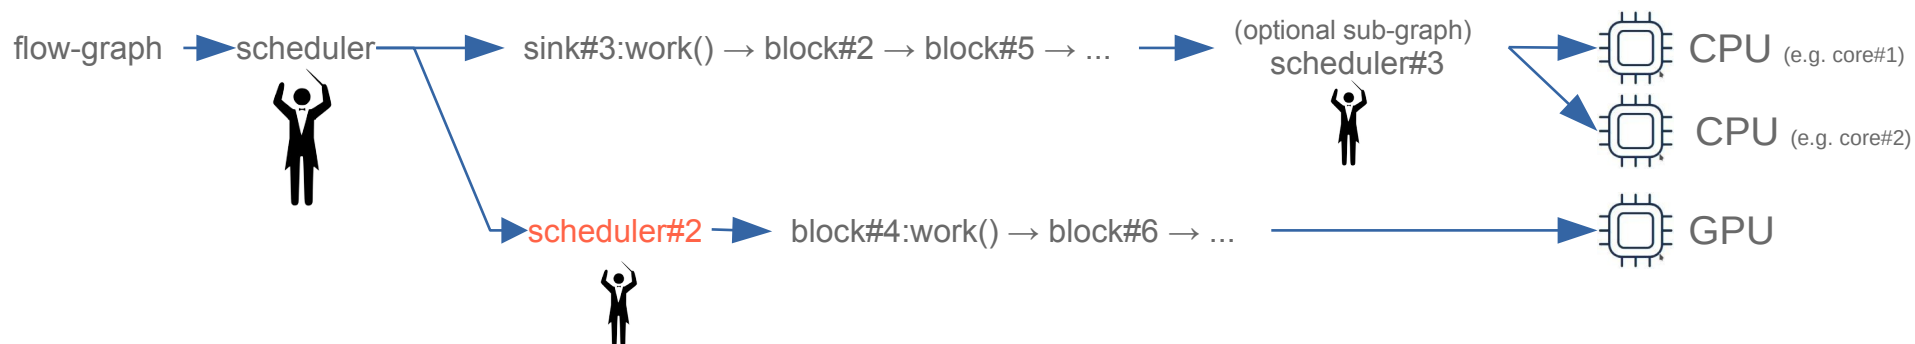 flow-graph
scheduler
sink#3:work() → block#2 → block#5 → ...
(optional sub-graph)
scheduler#3
CPU (e.g. core#1)
CPU (e.g. core#2)
scheduler#2
block#4:work() → block#6 → ...
GPU